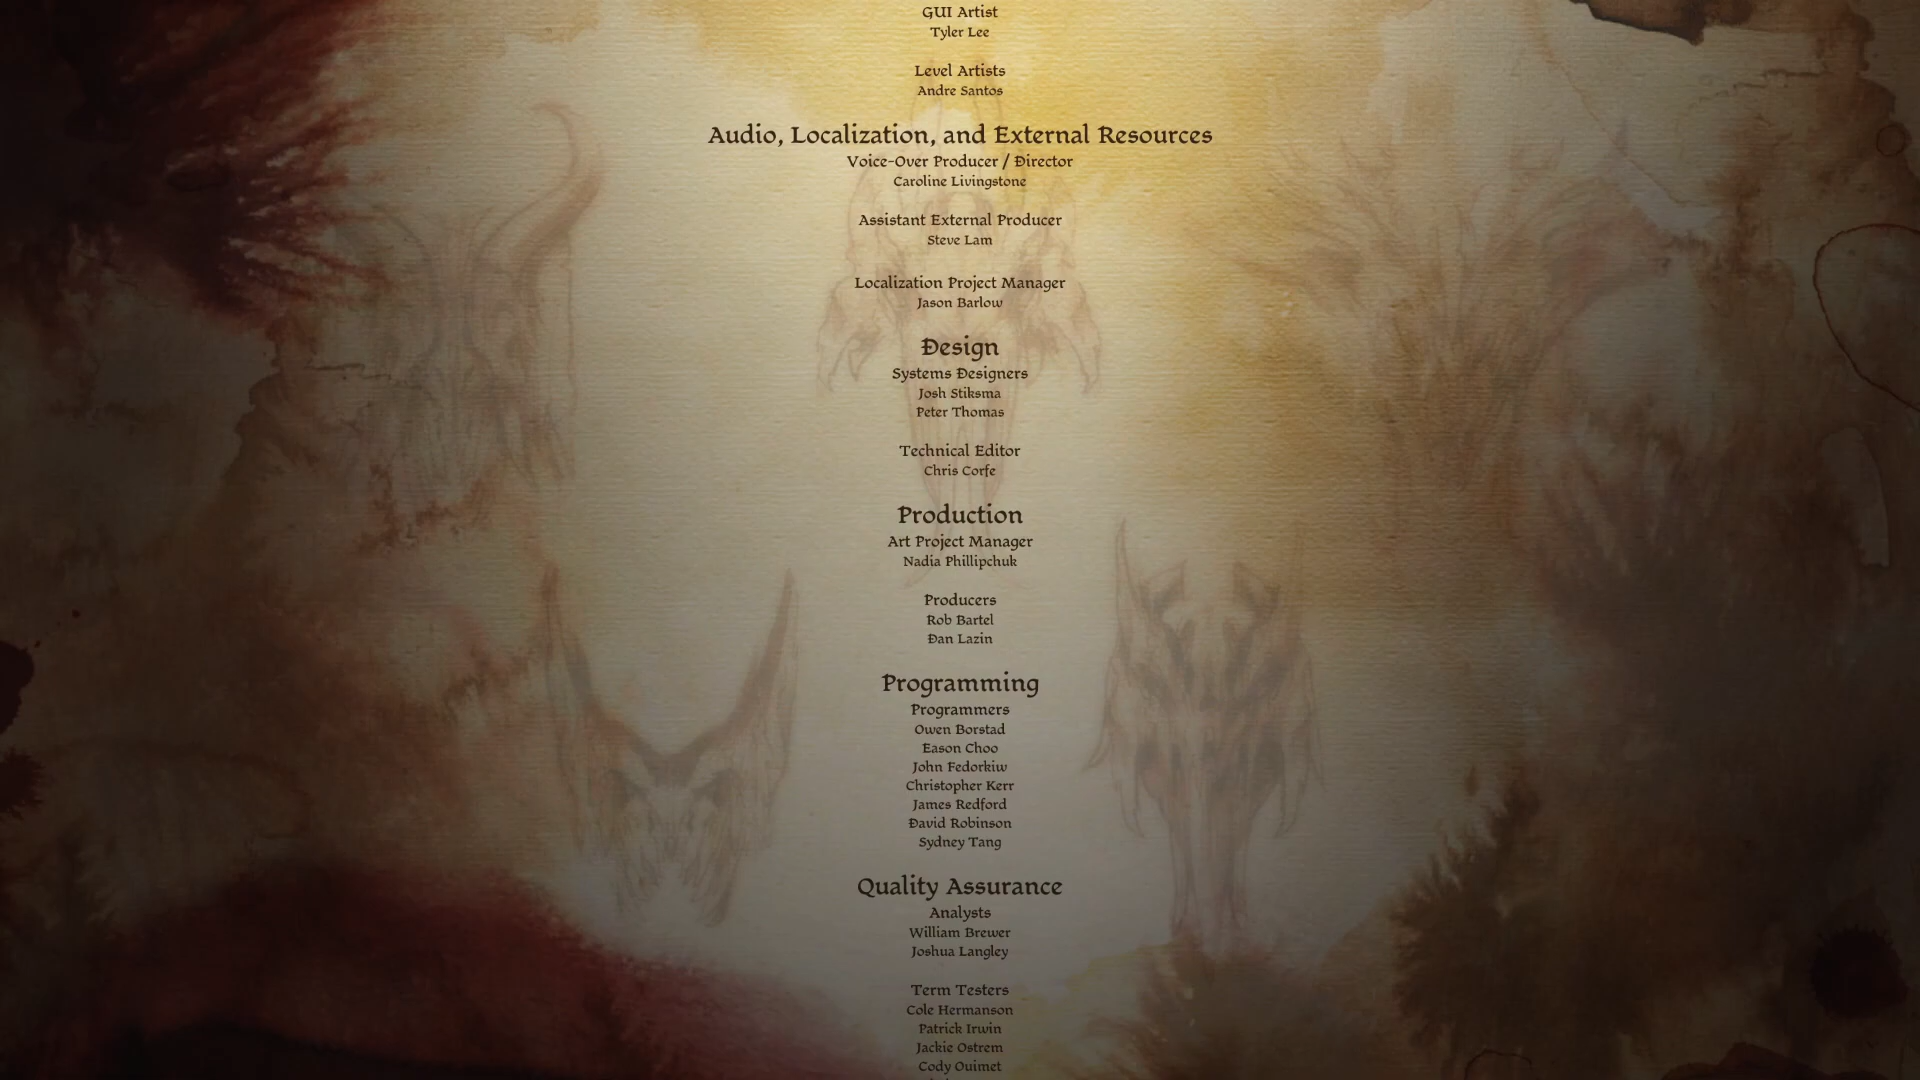 GUI Artist
Tyler Lee
Level Artists
Andre Santos
Audio, Localization, and External Resources
Voice-Over Producer / Director
Caroline Livingstone
Assistant External Producer
Steve Lam
Localization Project Manager
Jason Barlow
Design
Systems Designers
Josh Stiksma
Peter Thomas
Technical Editor
Chris Corfe
Production
Art Project Manager
Nadia Phillipchuk
Producers
Rob Bartel
Dan Lazin
Programming
Programmers
Owen Borstad
Eason Choo
John Fedorkiw
Christopher Kerr
James Redford
David Robinson
Sydney Tang
Quality Assurance
Analysts
William Brewer
Joshua Langley
Term Testers
Cole Hermanson
Patrick Irwin
Jackie Ostrem
Cody Ouimet